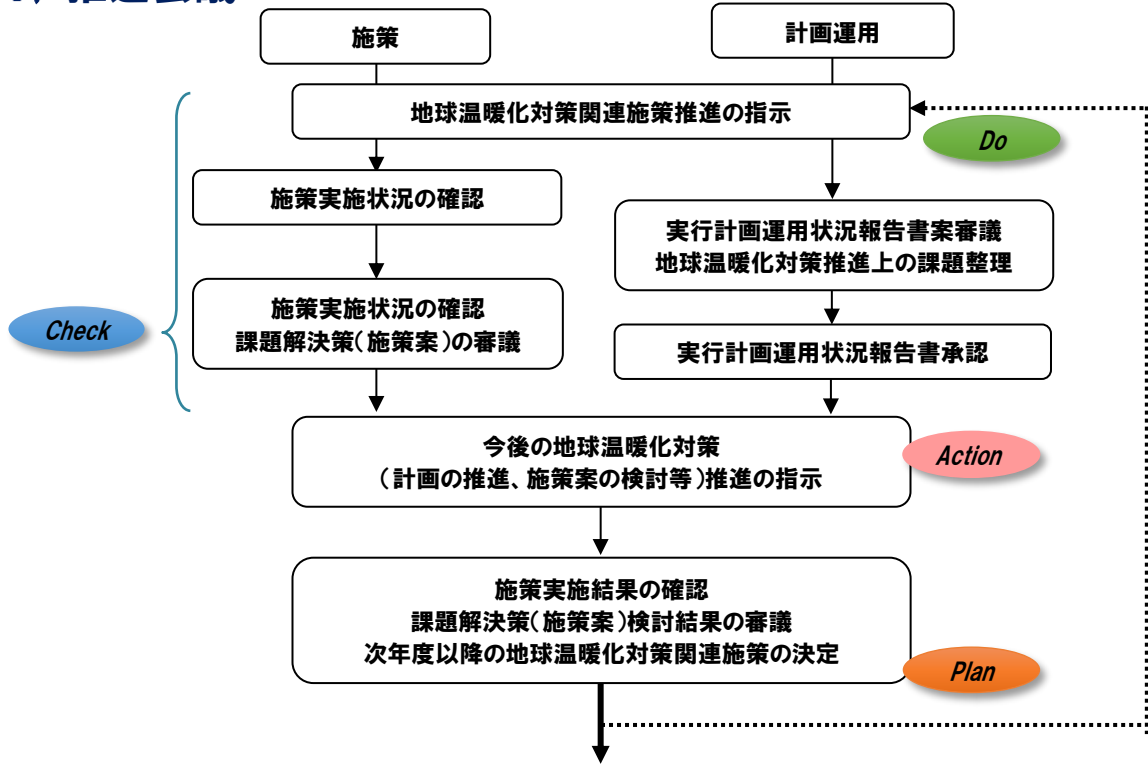 推進会議
施策
計画運用
地球温暖化対策関連施策推進の指示
Do
施策実施状況の確認
実行計画運用状況報告書案審議
地球温暖化対策推進上の課題整理
施策実施状況の確認
課題解決策(施策案)の審議
Check
実行計画運用状況報告書承認
今後の地球温暖化対策
(計画の推進、施策案の検討等)推進の指示
Action
施策実施結果の確認
課題解決策(施策案)検討結果の審議
次年度以降の地球温暖化対策関連施策の決定
Plan